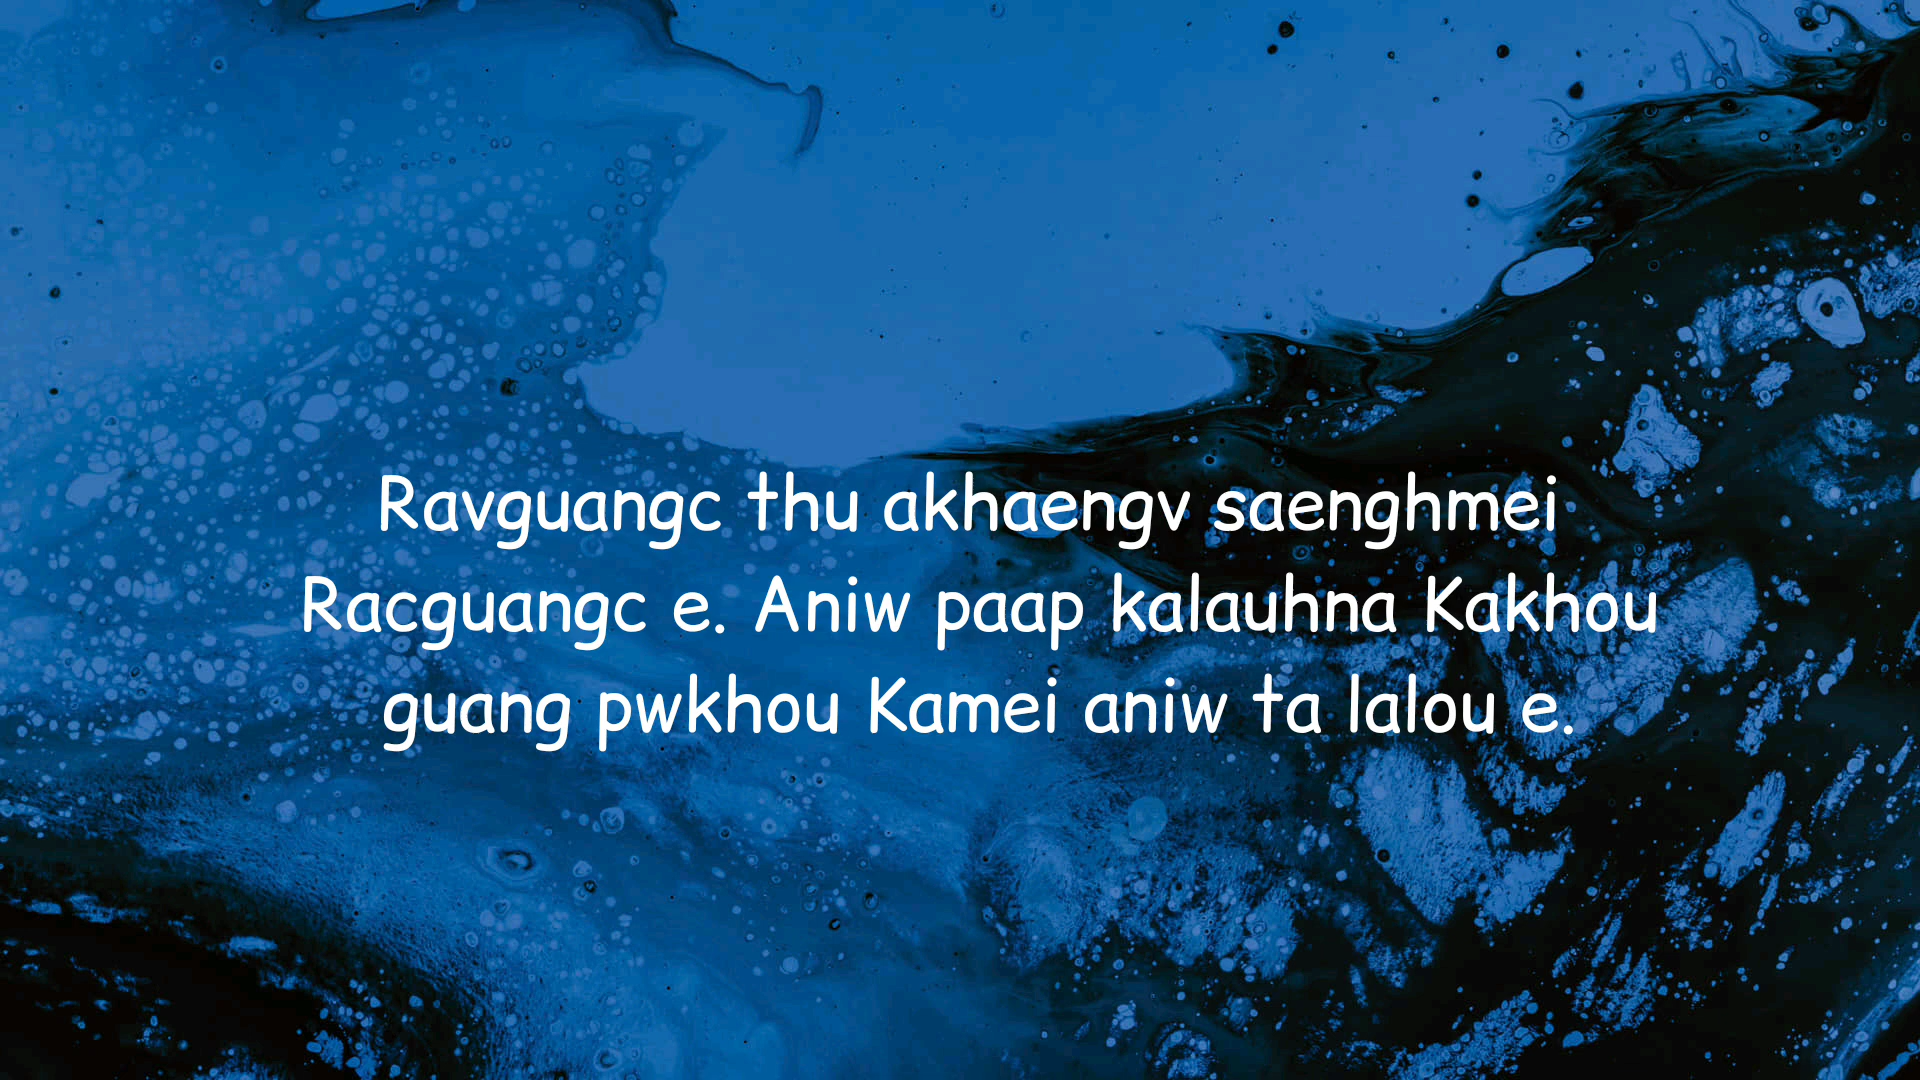 Ravguangc thu akhaengv saenghmei
Racguangc e. Aniw paap kalauhna Kakhou
guang pwkhou Kamei aniw ta lalou e.